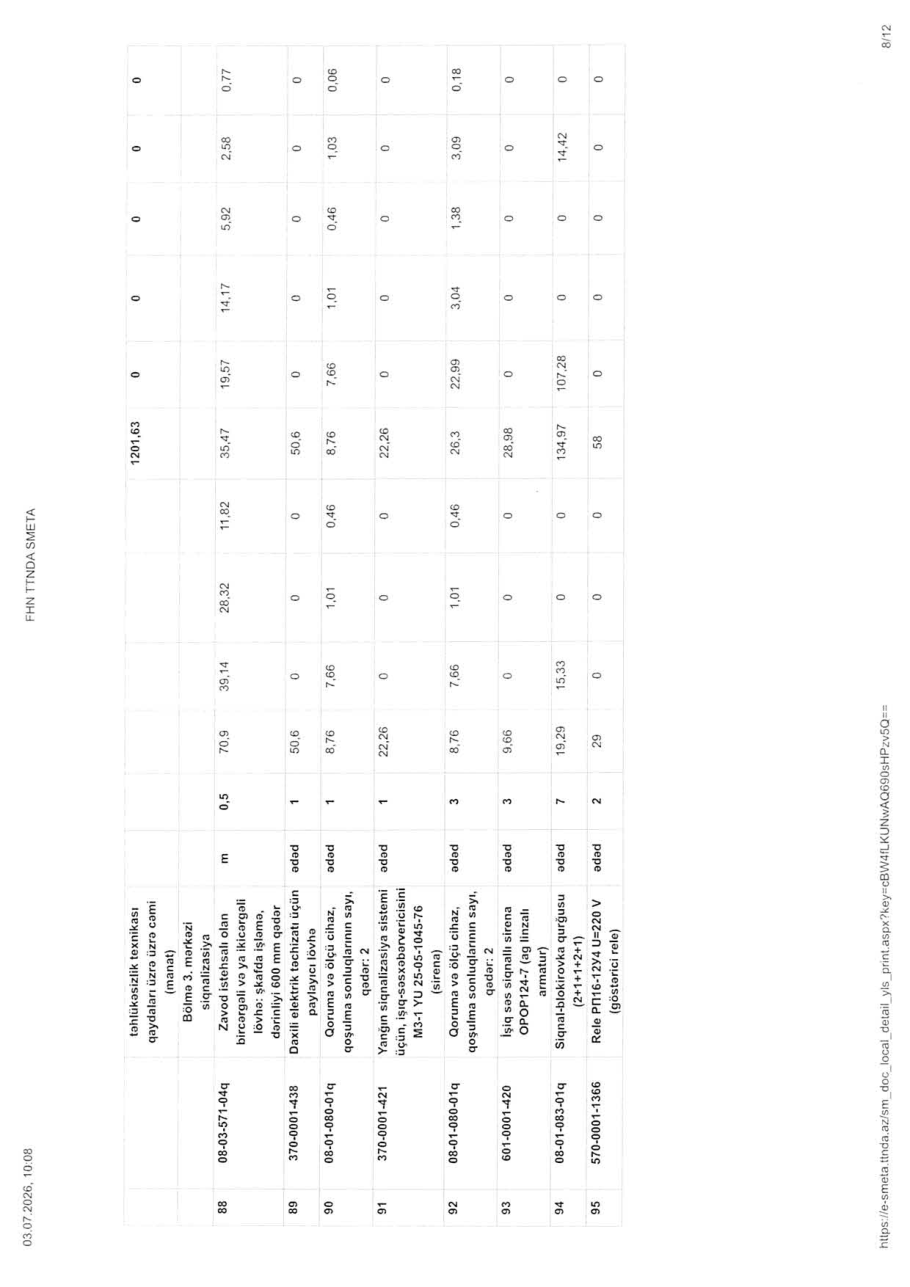 03.07.2026, 10:08
FHN TTNDA SMETA
təhlükəsizlik texnikası
qaydaları üzrə üzrə cəmi
(manat)
1201,63 0 0 0 0 0
Bölmə 3. mərkəzi
siqnalizasiya
88 08-03-571-04q
Zavod istehsalı olan
bircərgəli və ya ikicərgəli
lövhə: şkafda işləmə,
dərinliyi 600 mm qədər
m 0,5 70,9 39,14 28,32 11,82 35,47 19,57 14,17 5,92 2,58 0,77
89 370-0001-438
Daxili elektrik təchizatı üçün
paylayıcı lövhə
ədəd 1 50,6 0 0 0 50,6 0 0 0 0 0
90 08-01-080-01q
Qoruma və ölçü cihaz,
qoşulma sonluqlarının sayı,
qədər: 2
ədəd 1 8,76 7,66 1,01 0,46 8,76 7,66 1,01 0,46 1,03 0,06
91 370-0001-421
Yanğın siqnalizasiya sistemi
üçün, işıq-səsxəbərvericisini
M3-1 YU 25-05-1045-76
(sirena)
ədəd 1 22,26 0 0 0 22,26 0 0 0 0 0
92 08-01-080-01q
Qoruma və ölçü cihaz,
qoşulma sonluqlarının sayı,
qədər: 2
ədəd 3 8,76 7,66 1,01 0,46 26,3 22,99 3,04 1,38 3,09 0,18
93 601-0001-420
İşıq səs siqnallı sirena
OPOP124-7 (ag linzalı
armatur)
ədəd 3 9,66 0 0 0 28,98 0 0 0 0 0
94 08-01-083-01q
Siqnal-blokirovka qurğusu
(2+1+1+2+1)
ədəd 7 19,29 15,33 0 0 134,97 107,28 0 0 14,42 0
95 570-0001-1366
Rele РП16-12У4 U=220 V
(göstərici rele)
ədəd 2 29 0 0 0 58 0 0 0 0 0
https://e-smeta.ttnda.az/sm_doc_local_detail_yls_print.aspx?key=cBW4fLKUNwAQ690sHPzv5Q==
8/12